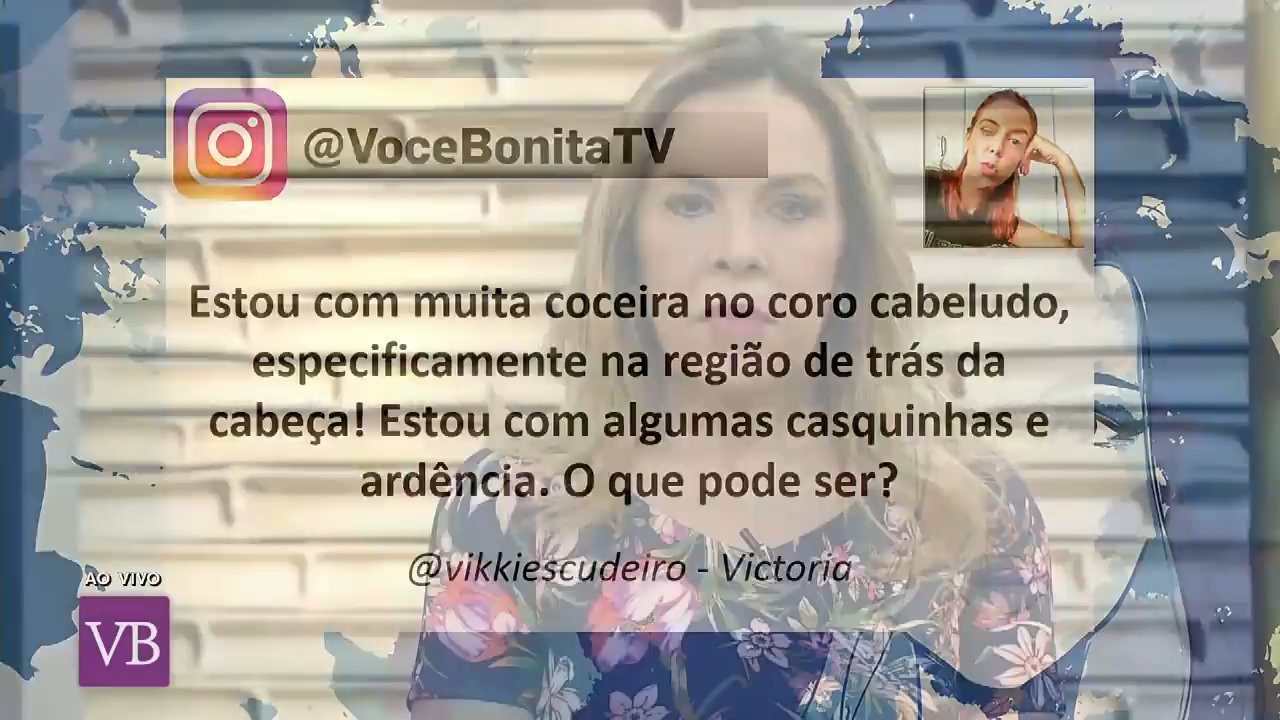 @VoceBonitaTV
Estou com muita coceira no coro cabeludo,
especificamente na região de trás da
cabeça! Estou com algumas casquinhas e
ardência. O que pode ser?
@vikkiescudeiro - Victoria
AO VIVO
VB